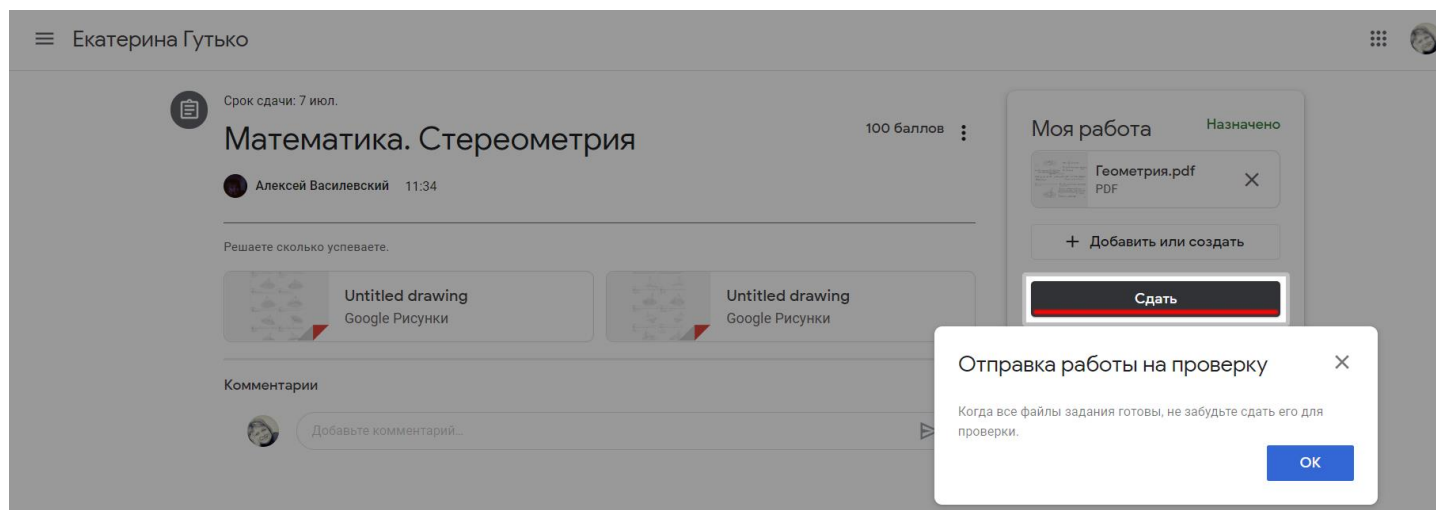 Екатерина Гутько
Срок сдачи: 7 июл.
Математика. Стереометрия
100 баллов
Алексей Василевский 11:34
Решаете сколько успеваете.
Untitled drawing
Google Рисунки
Untitled drawing
Google Рисунки
Комментарии
Добавьте комментарий...
Моя работа
Назначено
Геометрия.pdf
PDF
+ Добавить или создать
Сдать
Отправка работы на проверку
Когда все файлы задания готовы, не забудьте сдать его для
проверки.
ОК